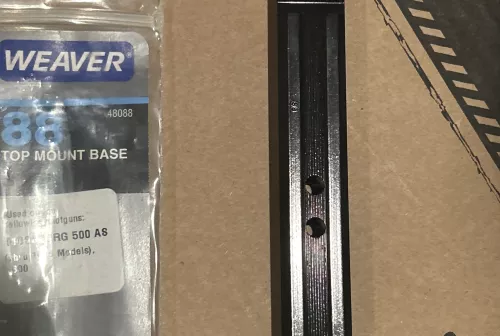 WEAVER
48088
88
TOP MOUNT BASE
RG 500 AS
Models),